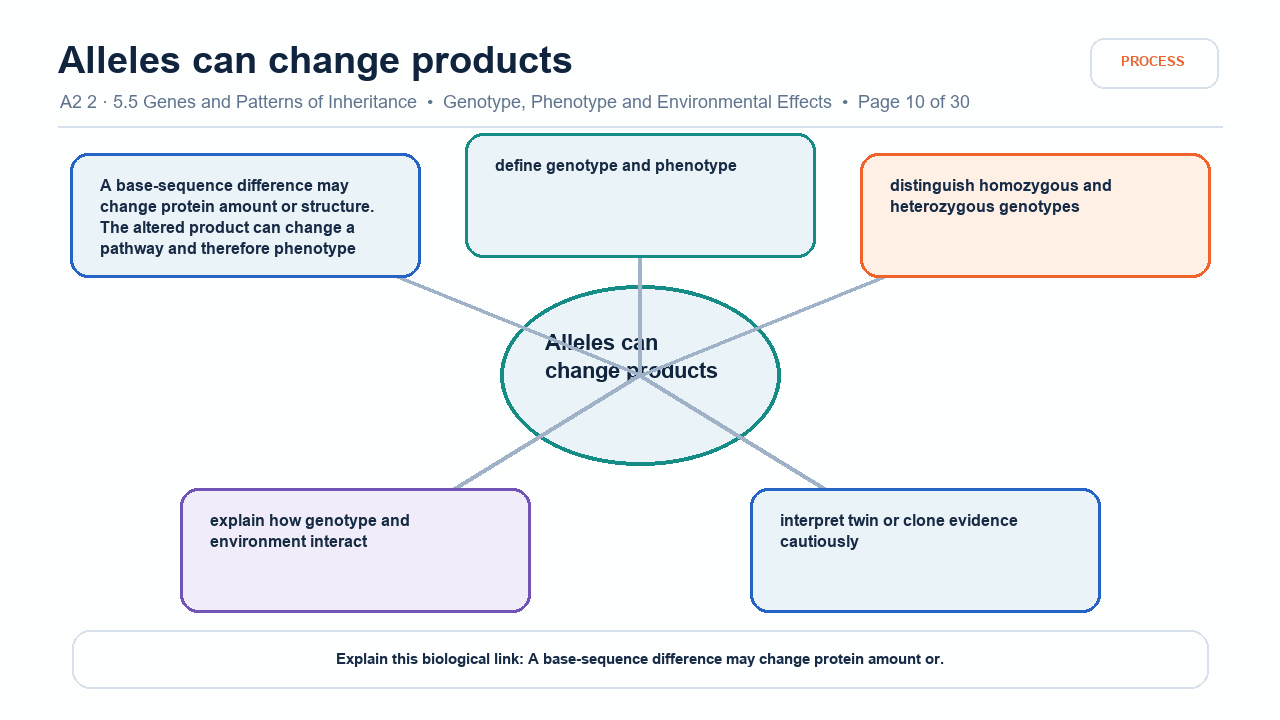 Alleles can change products
PROCESS
A2 2 · 5.5 Genes and Patterns of Inheritance • Genotype, Phenotype and Environmental Effects • Page 10 of 30
A base-sequence difference may
change protein amount or structure.
The altered product can change a
pathway and therefore phenotype
define genotype and phenotype
distinguish homozygous and
heterozygous genotypes
Alleles can
change products
explain how genotype and
environment interact
interpret twin or clone evidence
cautiously
Explain this biological link: A base-sequence difference may change protein amount or.